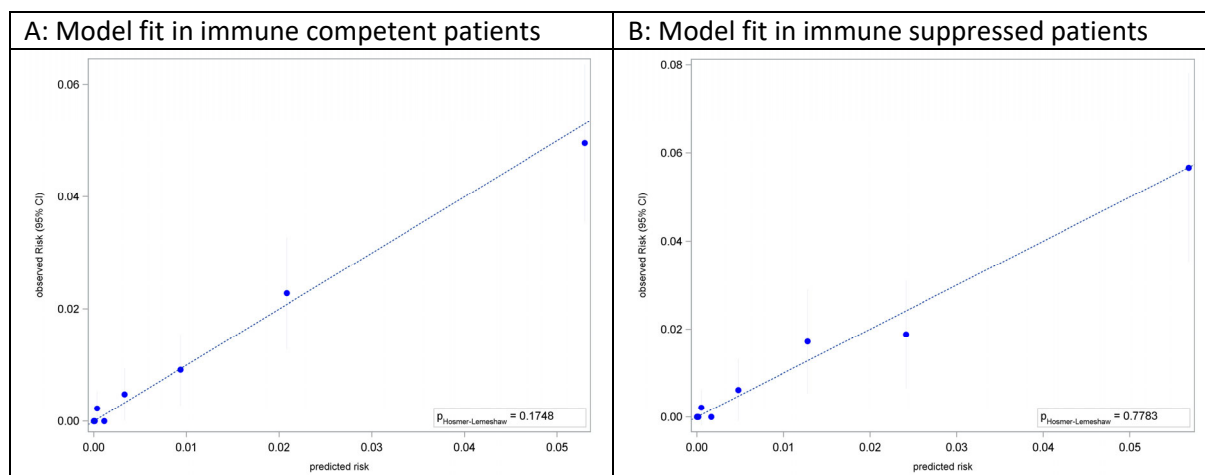 A: Model fit in immune competent patients
B: Model fit in immune suppressed patients
0.06
0.04
0.02
0.00
observed Risk (95% CI)
0.00
0.01
0.02
0.03
0.04
0.05
predicted risk
pHosmer-Lemeshaw = 0.1748
0.08
0.06
0.04
0.02
0.00
observed Risk (95% CI)
0.00
0.01
0.02
0.03
0.04
0.05
predicted risk
pHosmer-Lemeshaw = 0.7783